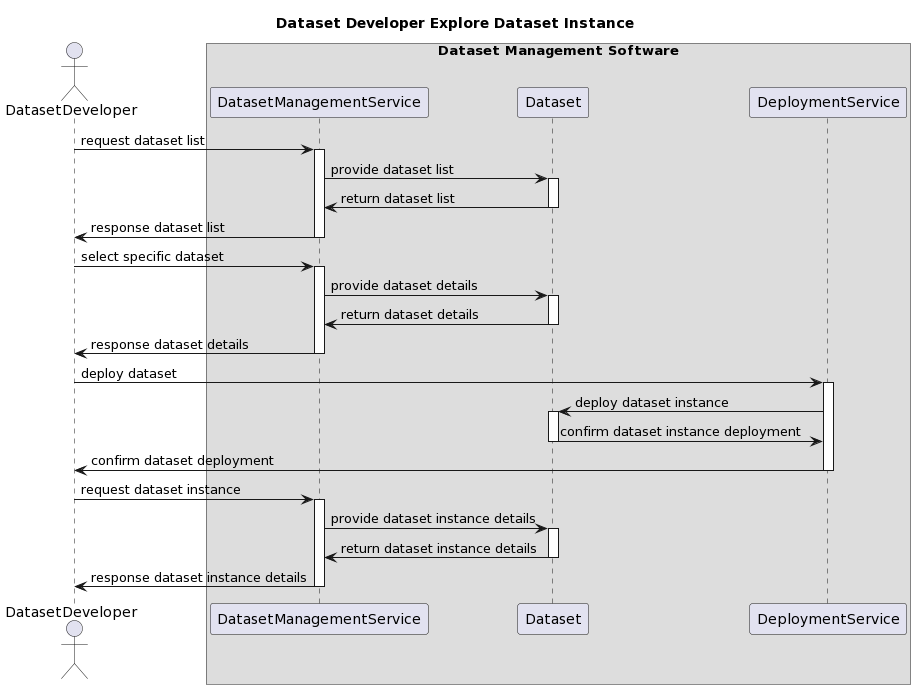 Dataset Developer Explore Dataset Instance
Dataset Management Software
DatasetDeveloper
DatasetManagementService
Dataset
DeploymentService
request dataset list
provide dataset list
return dataset list
response dataset list
select specific dataset
provide dataset details
return dataset details
response dataset details
deploy dataset
deploy dataset instance
confirm dataset instance deployment
confirm dataset deployment
request dataset instance
provide dataset instance details
return dataset instance details
response dataset instance details
DatasetDeveloper
DatasetManagementService
Dataset
DeploymentService